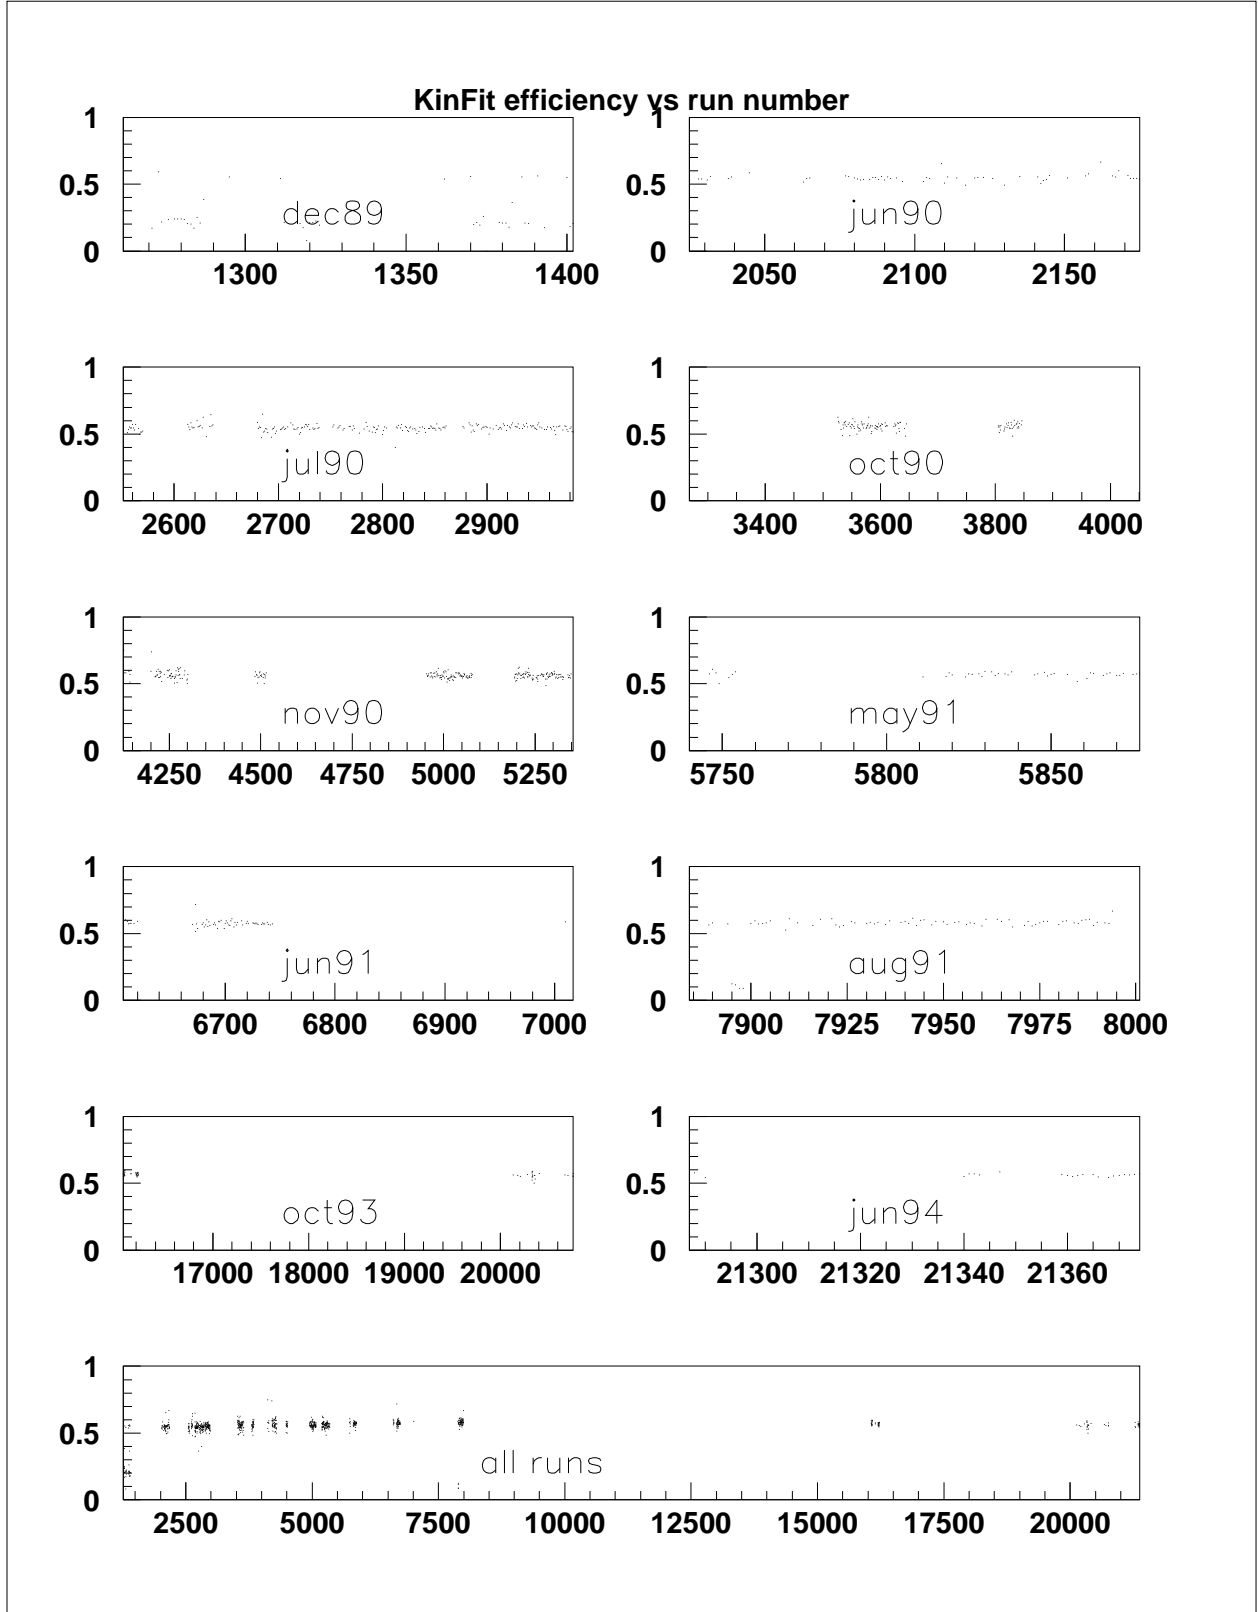 KinFit efficiency vs run number
1
0.5
0
dec89
1300 1350 1400
1
0.5
0
jun90
2050 2100 2150
1
0.5
0
jul90
2600 2700 2800 2900
1
0.5
0
oct90
3400 3600 3800 4000
1
0.5
0
nov90
4250 4500 4750 5000 5250
1
0.5
0
may91
5750 5800 5850
1
0.5
0
jun91
6700 6800 6900 7000
1
0.5
0
aug91
7900 7925 7950 7975 8000
1
0.5
0
oct93
17000 18000 19000 20000
1
0.5
0
jun94
21300 21320 21340 21360
1
0.5
0
all runs
2500 5000 7500 10000 12500 15000 17500 20000